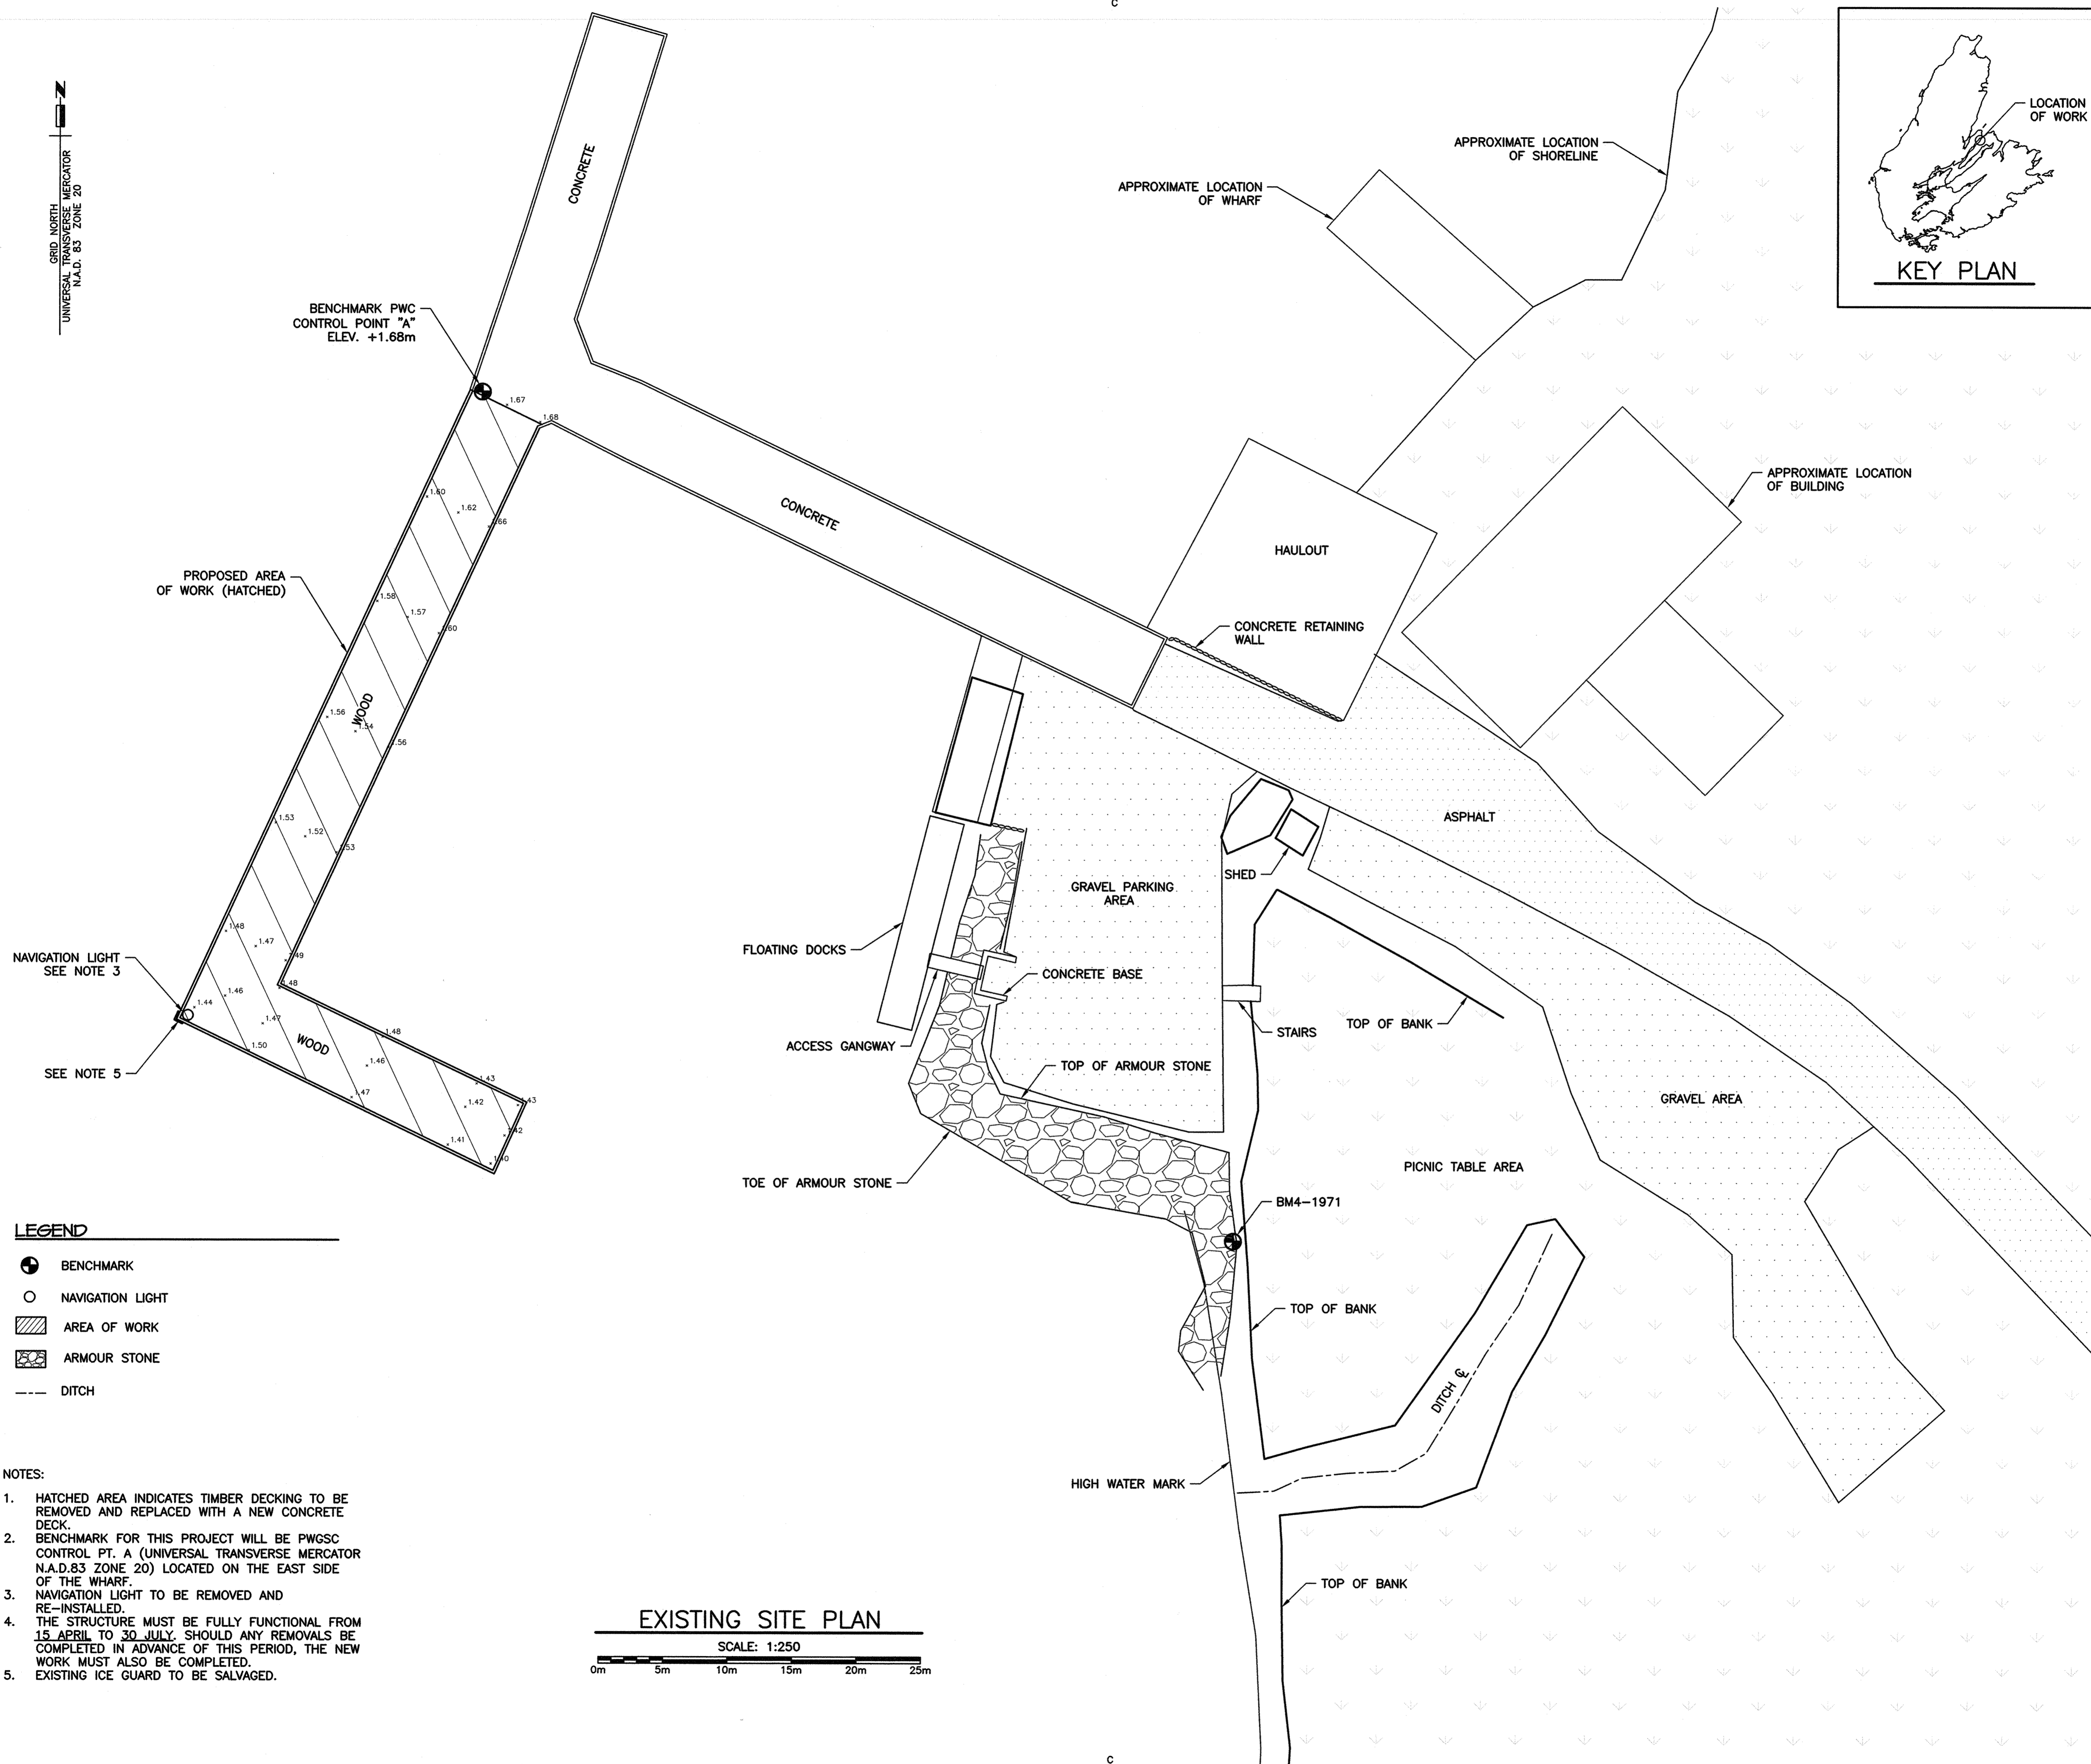 C
N
GRID NORTH
UNIVERSAL TRANSVERSE MERCATOR
N.A.D. 83 ZONE 20
LOCATION
OF WORK
KEY PLAN
CONCRETE
APPROXIMATE LOCATION
OF SHORELINE
APPROXIMATE LOCATION
OF WHARF
BENCHMARK PWC
CONTROL POINT "A"
ELEV. +1.68m
1.67
1.68
APPROXIMATE LOCATION
OF BUILDING
1.60
1.62
1.66
CONCRETE
HAULOUT
PROPOSED AREA
OF WORK (HATCHED)
1.58
1.57
1.60
CONCRETE RETAINING
WALL
WOOD
1.56
1.54
1.56
1.53
1.52
1.53
ASPHALT
SHED
GRAVEL PARKING
AREA
1.48
1.47
1.49
FLOATING DOCKS
NAVIGATION LIGHT
SEE NOTE 3
CONCRETE BASE
1.48
1.46
1.44
1.47
WOOD
1.48
1.50
1.46
STAIRS
TOP OF BANK
ACCESS GANGWAY
SEE NOTE 5
TOP OF ARMOUR STONE
1.43
1.47
1.42
1.43
GRAVEL AREA
1.42
1.41
1.40
PICNIC TABLE AREA
TOE OF ARMOUR STONE
BM4-1971
LEGEND
BENCHMARK
NAVIGATION LIGHT
AREA OF WORK
ARMOUR STONE
DITCH
TOP OF BANK
DITCH ℄
HIGH WATER MARK
NOTES:
1. HATCHED AREA INDICATES TIMBER DECKING TO BE
REMOVED AND REPLACED WITH A NEW CONCRETE
DECK.
2. BENCHMARK FOR THIS PROJECT WILL BE PWGSC
CONTROL PT. A (UNIVERSAL TRANSVERSE MERCATOR
N.A.D.83 ZONE 20) LOCATED ON THE EAST SIDE
OF THE WHARF.
3. NAVIGATION LIGHT TO BE REMOVED AND
RE-INSTALLED.
4. THE STRUCTURE MUST BE FULLY FUNCTIONAL FROM
15 APRIL TO 30 JULY. SHOULD ANY REMOVALS BE
COMPLETED IN ADVANCE OF THIS PERIOD, THE NEW
WORK MUST ALSO BE COMPLETED.
5. EXISTING ICE GUARD TO BE SALVAGED.
TOP OF BANK
EXISTING SITE PLAN
SCALE: 1:250
0m 5m 10m 15m 20m 25m
C